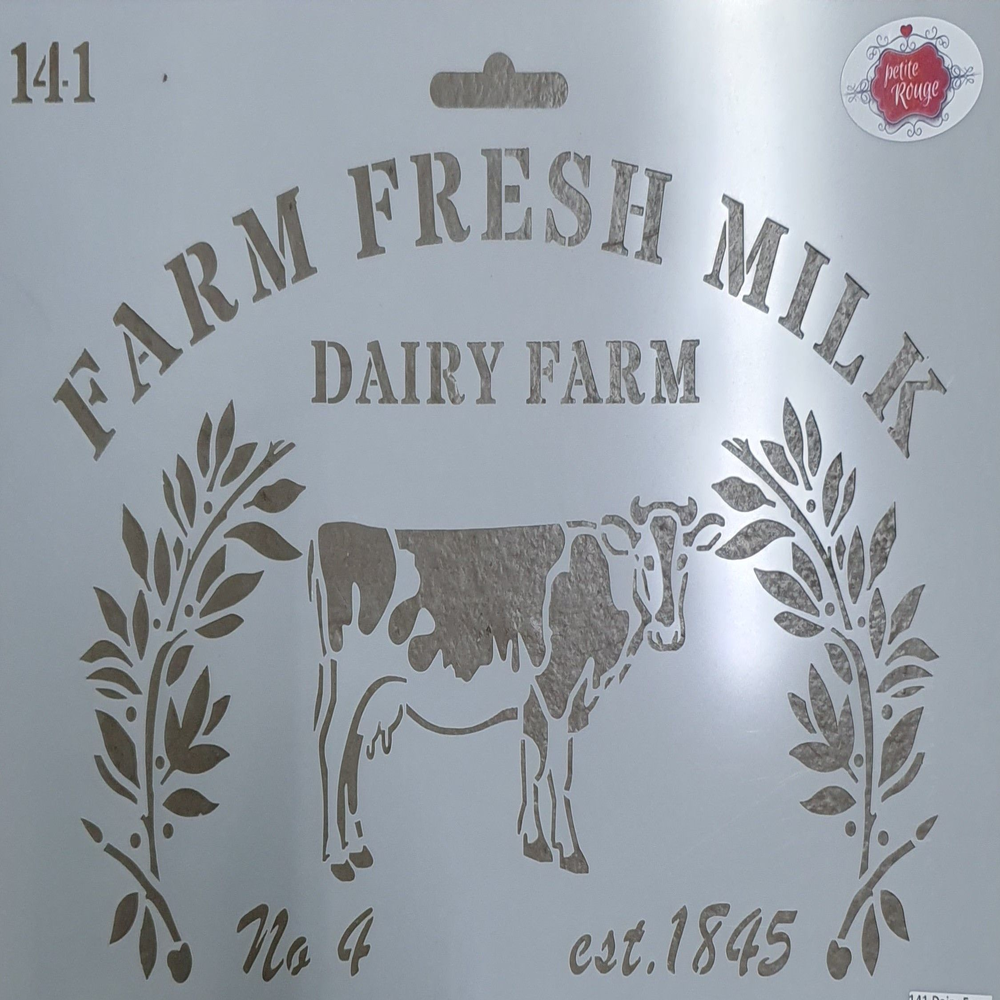 141
petite
Rouge
FARM FRESH MILK
DAIRY FARM
No 4
est.1845